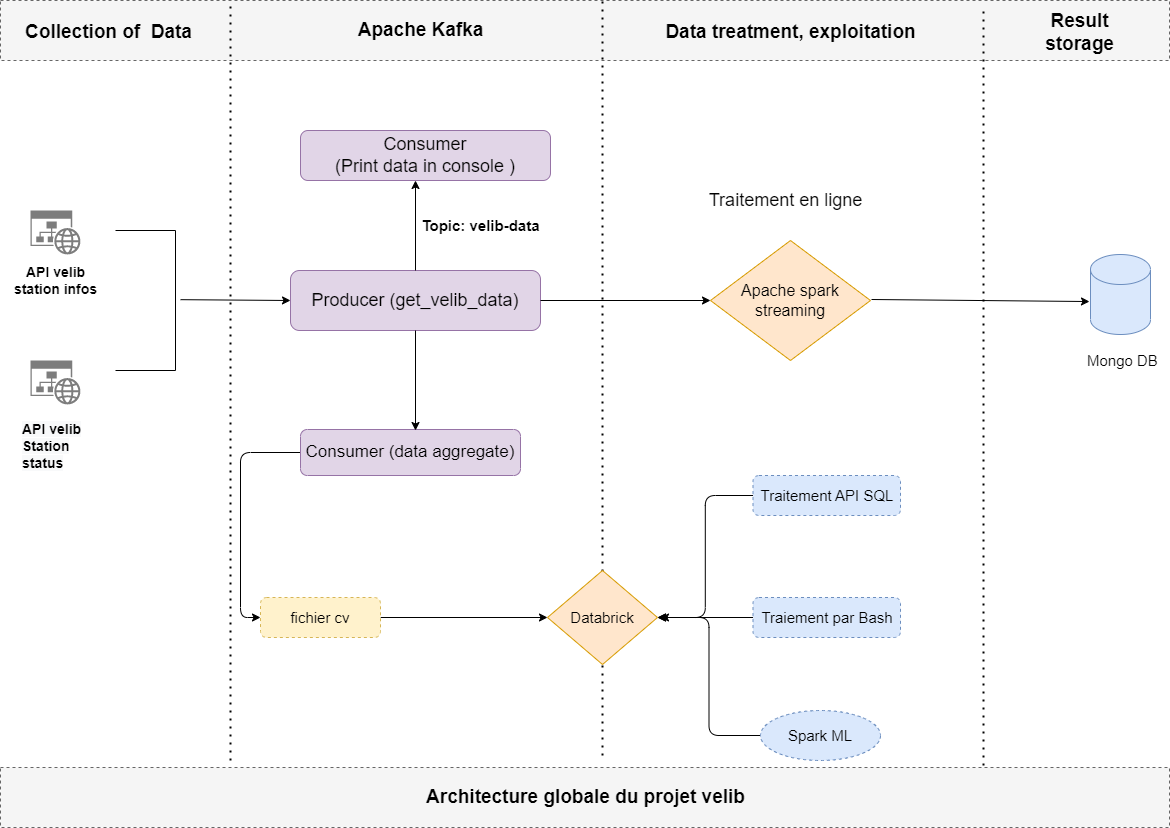 Collection of  Data
Apache Kafka
Data treatment, exploitation
Result
storage
Consumer
(Print data in console )
Topic: velib-data
Traitement en ligne
API velib
station infos
Producer (get_velib_data)
Apache spark
streaming
Mongo DB
API velib
Station
status
Consumer (data aggregate)
Traitement API SQL
fichier cv
Databrick
Traiement par Bash
Spark ML
Architecture globale du projet velib